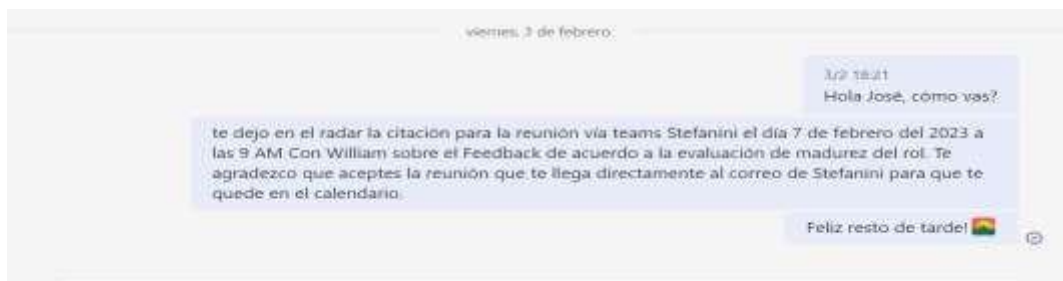 viernes, 3 de febrero
3/2 18:21
Hola José, cómo vas?
te dejo en el radar la citación para la reunión vía teams Stefanini el día 7 de febrero del 2023 a
las 9 AM Con William sobre el Feedback de acuerdo a la evaluación de madurez del rol. Te
agradezco que aceptes la reunión que te llega directamente al correo de Stefanini para que te
quede en el calendario.
Feliz resto de tarde!